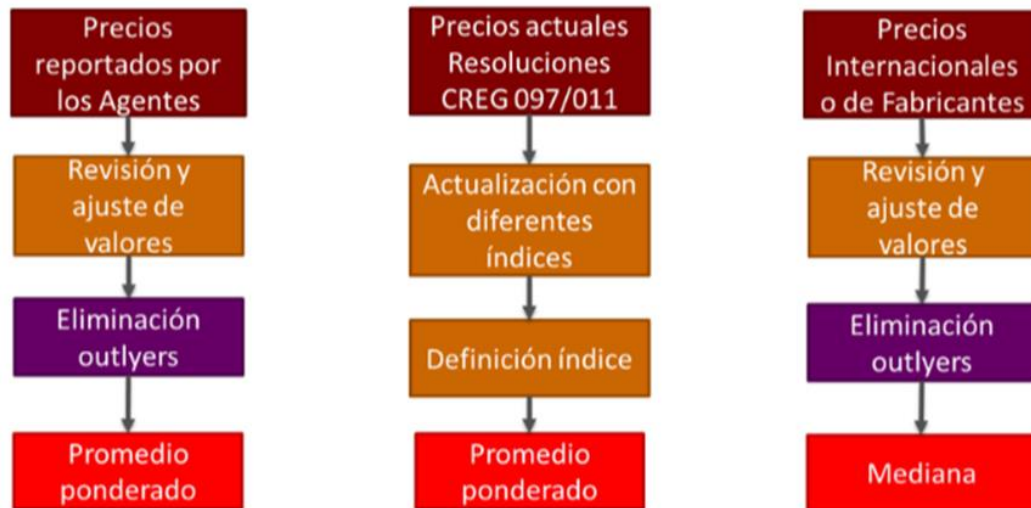 Precios
reportados por
los Agentes
Revisión y
ajuste de
valores
Eliminación
outlyers
Promedio
ponderado
Precios actuales
Resoluciones
CREG 097/011
Actualización con
diferentes
índices
Definición índice
Promedio
ponderado
Precios
Internacionales
o de Fabricantes
Revisión y
ajuste de
valores
Eliminación
outlyers
Mediana